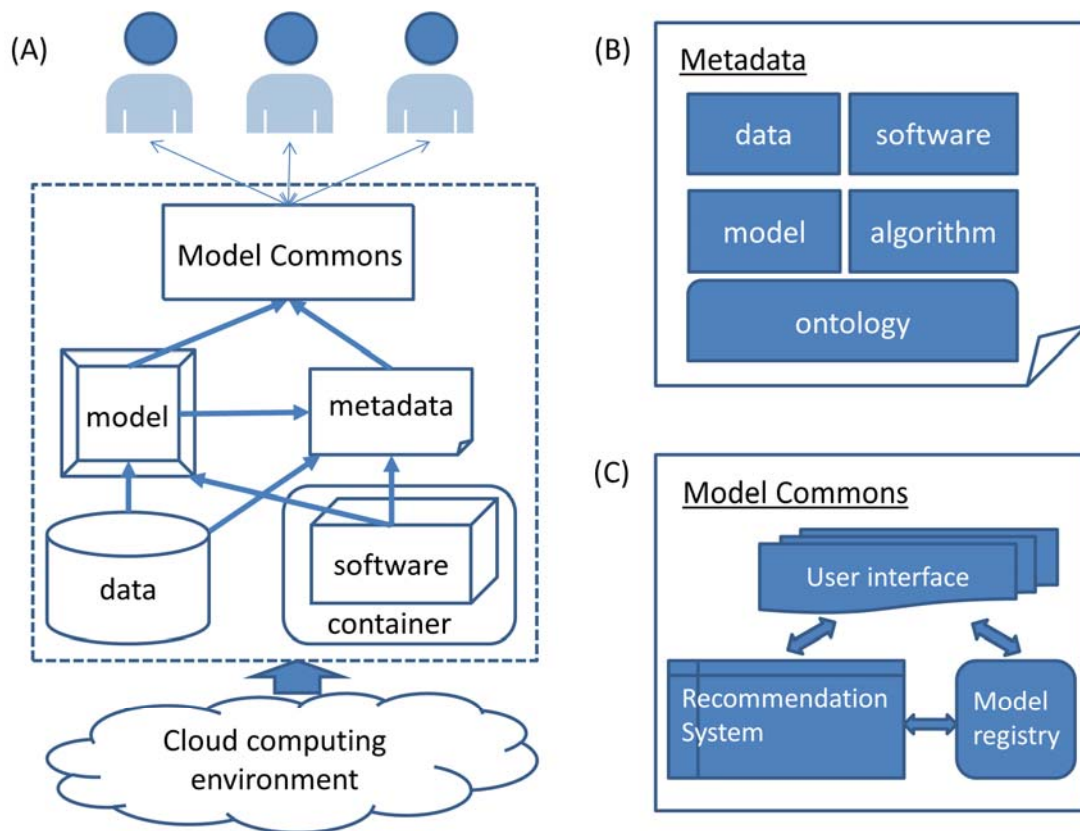 (A)
Model Commons
model
metadata
data
software
container
Cloud computing
environment
(B)
Metadata
data
software
model
algorithm
ontology
(C)
Model Commons
User interface
Recommendation
System
Model
registry